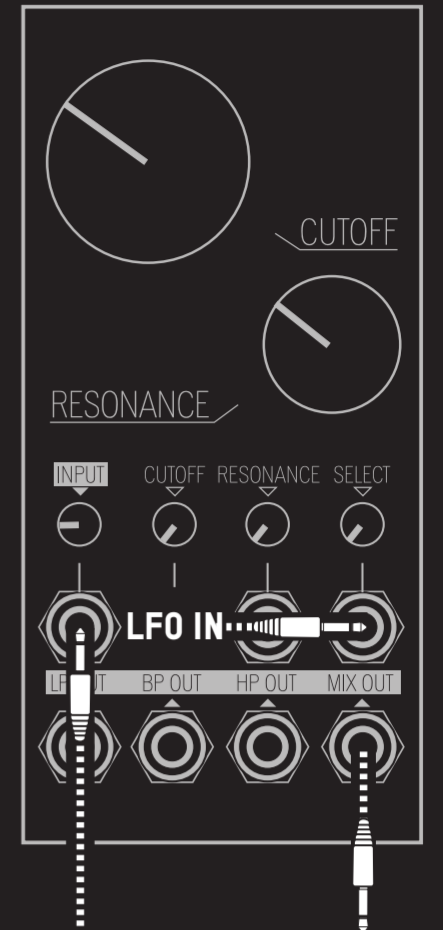 CUTOFF
RESONANCE
INPUT CUTOFF RESONANCE SELECT
LFO IN
BP OUT HP OUT MIX OUT